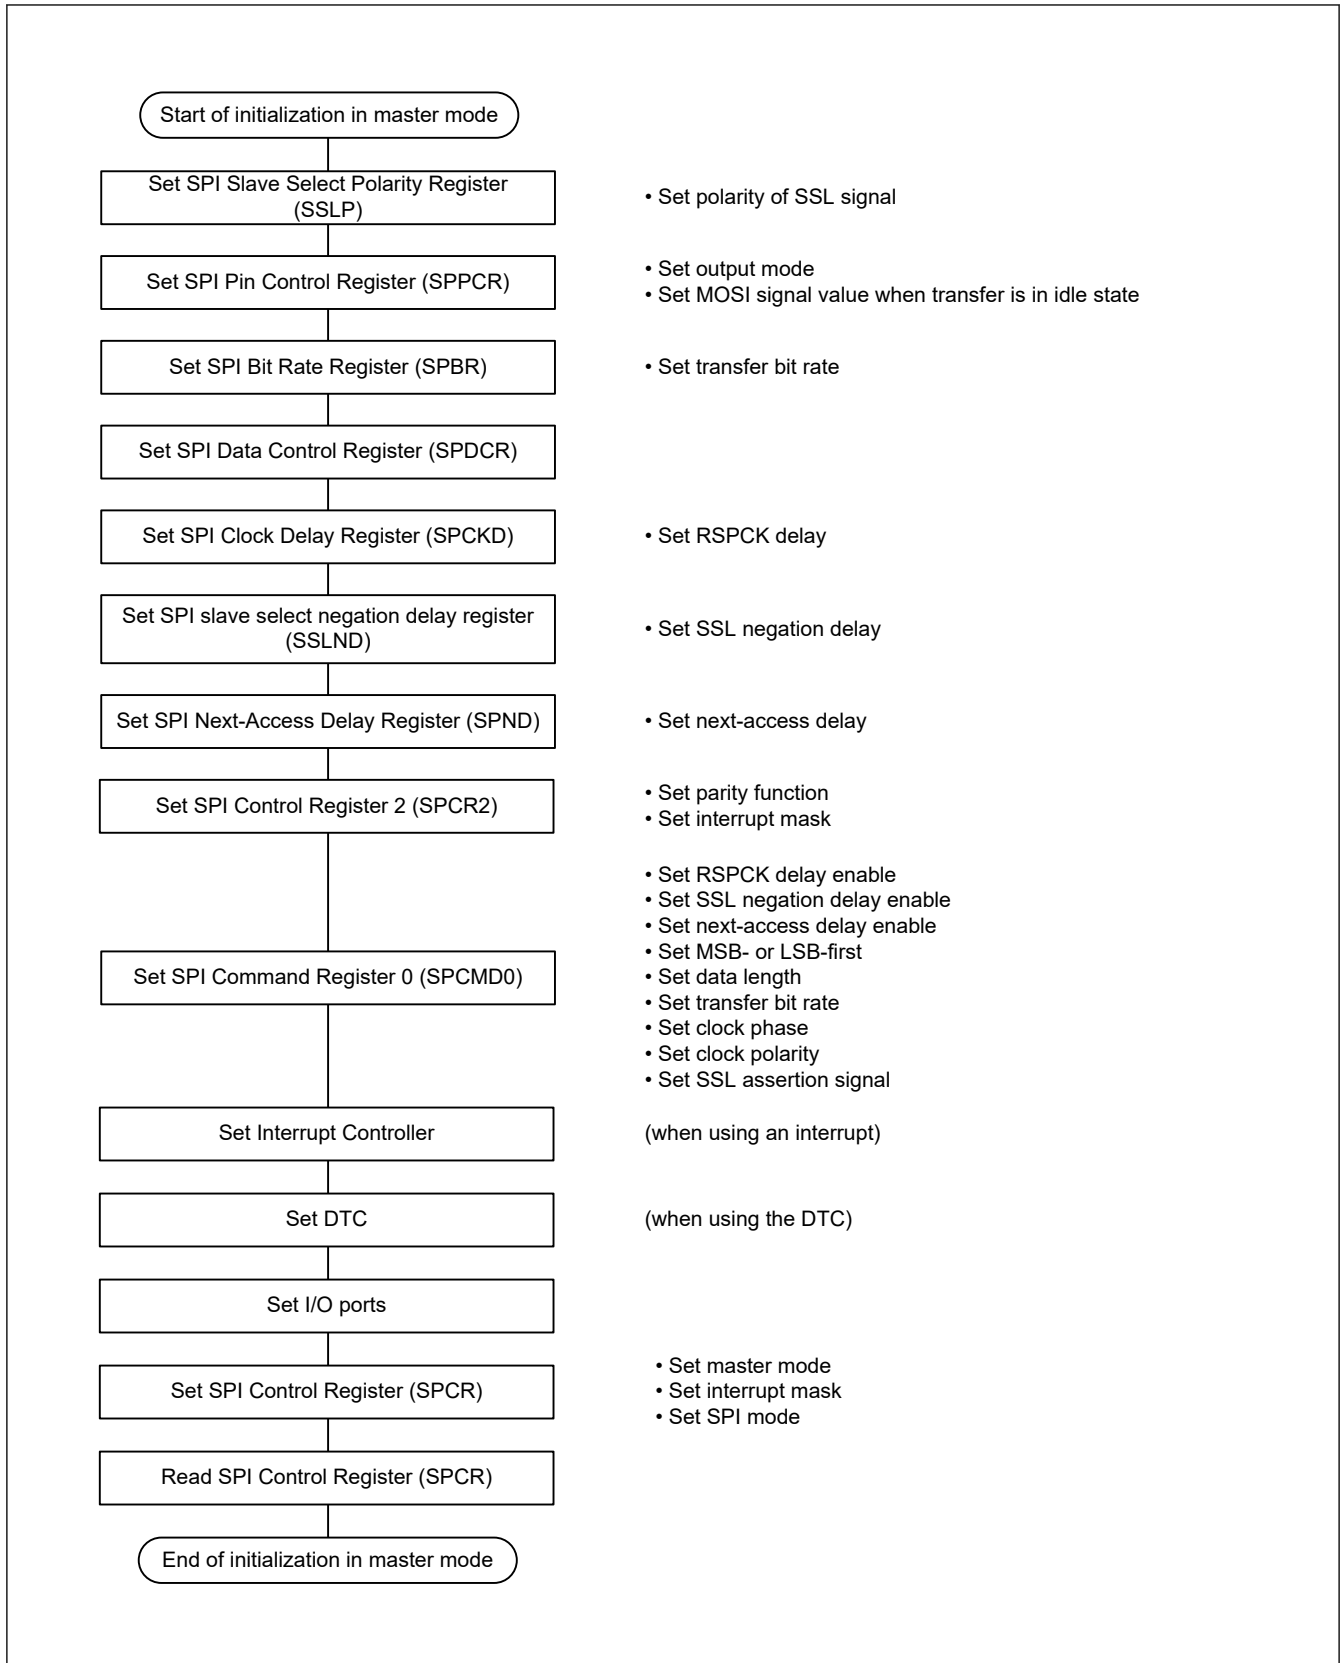 Start of initialization in master mode
Set SPI Slave Select Polarity Register
(SSLP)
• Set polarity of SSL signal
Set SPI Pin Control Register (SPPCR)
• Set output mode
• Set MOSI signal value when transfer is in idle state
Set SPI Bit Rate Register (SPBR)
• Set transfer bit rate
Set SPI Data Control Register (SPDCR)
Set SPI Clock Delay Register (SPCKD)
• Set RSPCK delay
Set SPI slave select negation delay register
(SSLND)
• Set SSL negation delay
Set SPI Next-Access Delay Register (SPND)
• Set next-access delay
Set SPI Control Register 2 (SPCR2)
• Set parity function
• Set interrupt mask
Set SPI Command Register 0 (SPCMD0)
• Set RSPCK delay enable
• Set SSL negation delay enable
• Set next-access delay enable
• Set MSB- or LSB-first
• Set data length
• Set transfer bit rate
• Set clock phase
• Set clock polarity
• Set SSL assertion signal
Set Interrupt Controller
(when using an interrupt)
Set DTC
(when using the DTC)
Set I/O ports
Set SPI Control Register (SPCR)
• Set master mode
• Set interrupt mask
• Set SPI mode
Read SPI Control Register (SPCR)
End of initialization in master mode